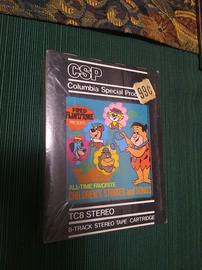 CSP
Columbia Special Prod
99¢
FRED
FLINTSTONE
ALL-TIME FAVORITE
CHILDREN'S STORIES and SONGS
TC8 STEREO
8-TRACK STEREO TAPE CARTRIDGE